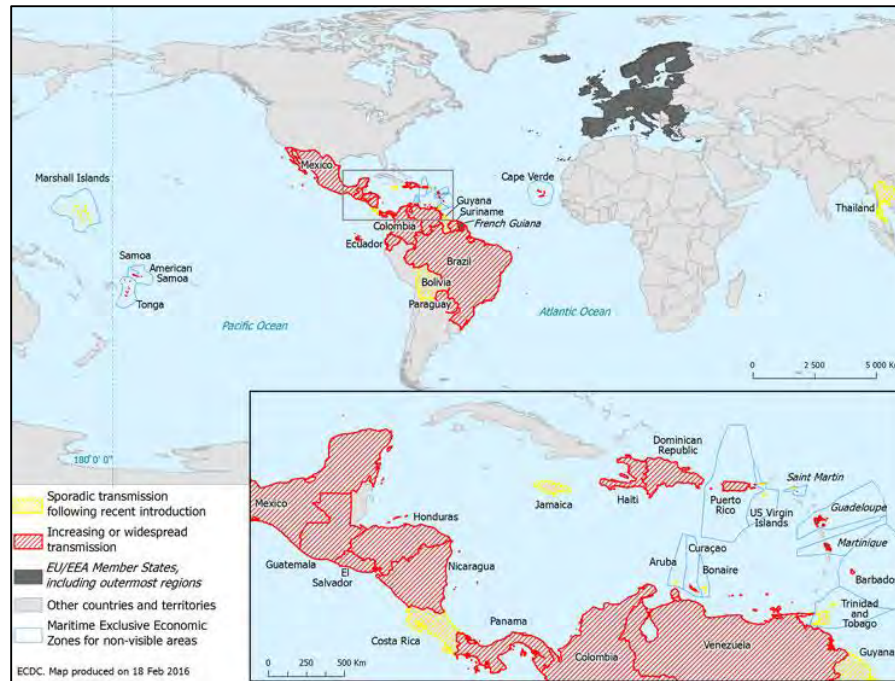 Mexico
Marshall Islands
Cape Verde
Guyana
Suriname
French Guiana
Colombia
Ecuador
Thailand
Samoa
American
Samoa
Tonga
Brazil
Bolivia
Paraguay
Pacific Ocean
Atlantic Ocean
0 2 500 5 000 Km
180°0' 0"
Sporadic transmission
following recent introduction
Increasing or widespread
transmission
EU/EEA Member States,
including outermost regions
Other countries and territories
Maritime Exclusive Economic
Zones for non-visible areas
ECDC. Map produced on 18 Feb 2016
Dominican
Republic
Mexico
Jamaica
Haiti
Puerto
Rico
US Virgin
Islands
Saint Martin
Guadeloupe
Martinique
Honduras
Guatemala
El
Salvador
Nicaragua
Curaçao
Aruba
Bonaire
Barbados
Trinidad
and
Tobago
Costa Rica
Panama
Colombia
Venezuela
Guyana
0 250 500 Km